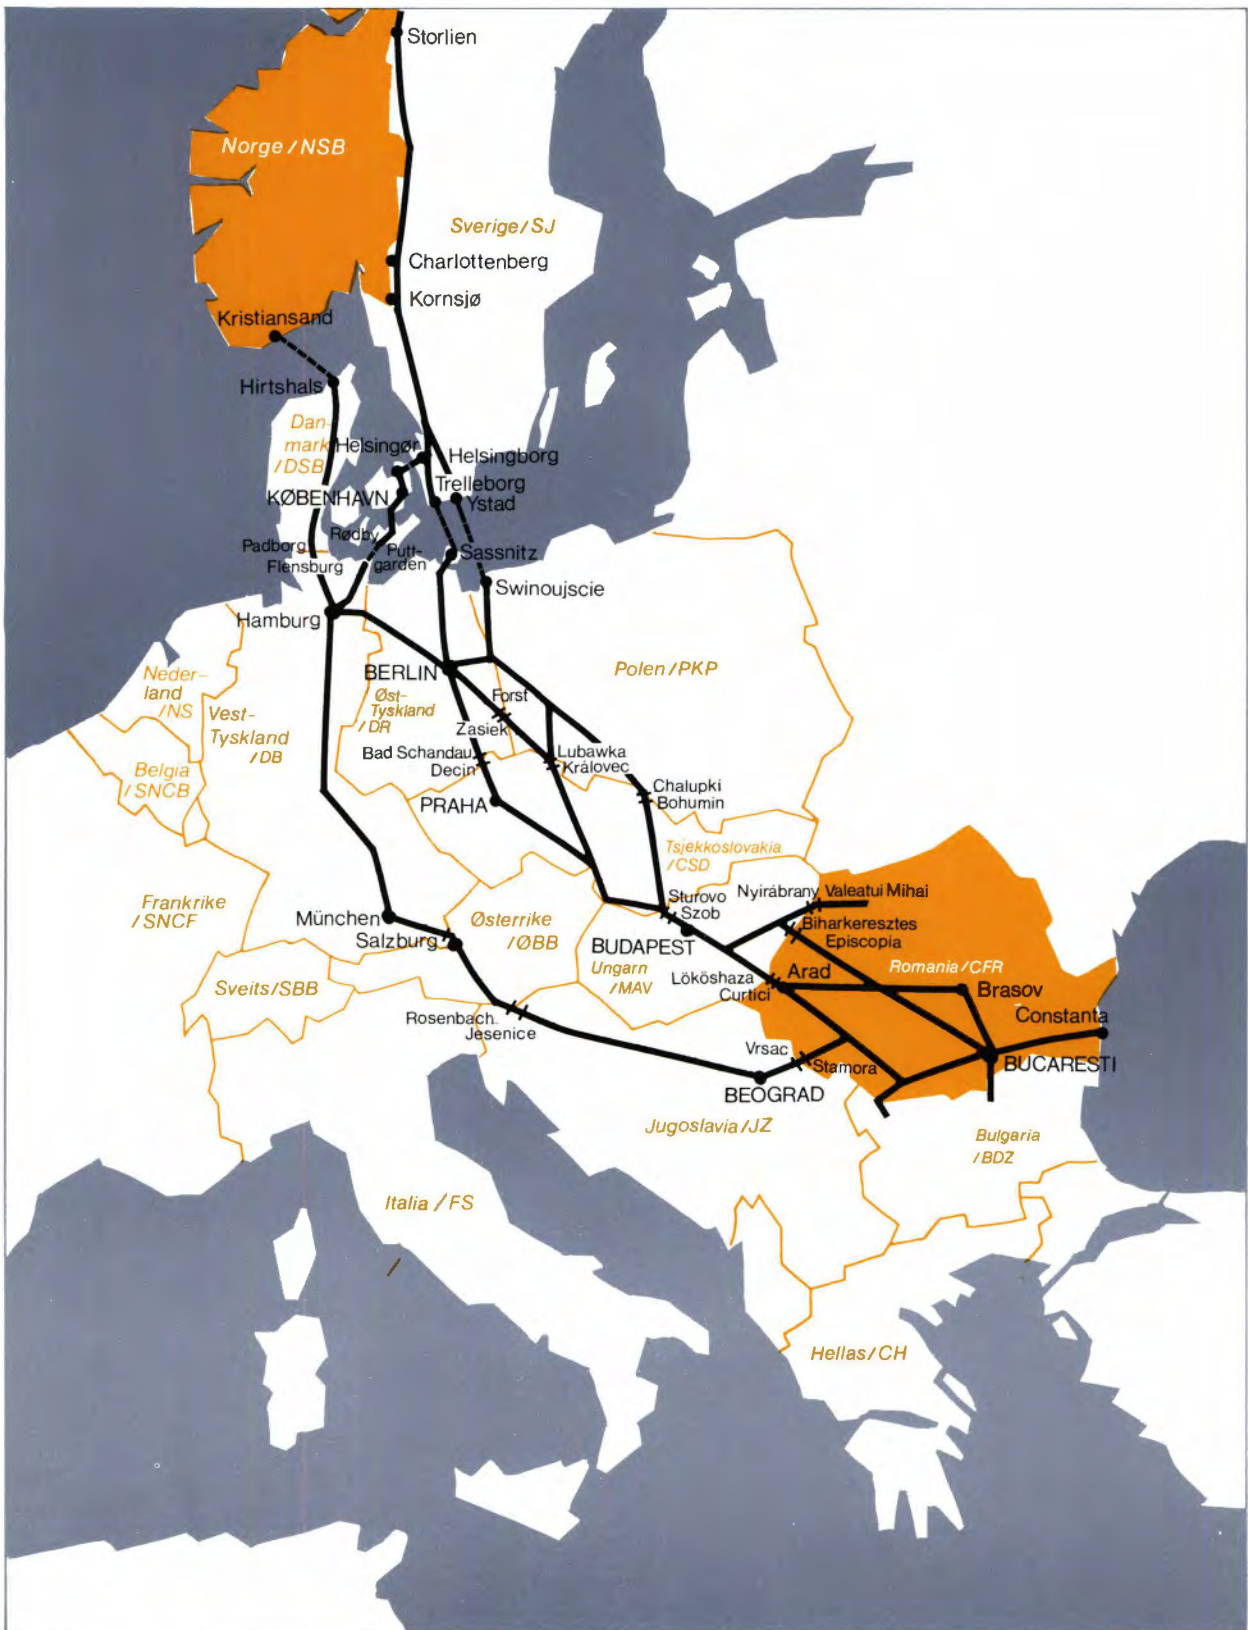 Storlien
Norge / NSB
Sverige / SJ
Charlottenberg
Kornsjø
Kristiansand
Hirtshals
Dan-
mark
/ DSB
Helsingør
Helsingborg
Trelleborg
KØBENHAVN
Ystad
Rødby
Padborg
Putt-
garden
Flensburg
Sassnitz
Swinoujscie
Hamburg
BERLIN
Polen / PKP
Neder-
land
/ NS
Vest-
Tyskland
/ DB
Øst-
Tyskland
/ DR
Forst
Zasiek
Bad Schandau
Decin
Lubawka
Královec
Belgia
/ SNCB
PRAHA
Chalupki
Bohumin
Tsjekkoslovakia
/ CSD
Frankrike
/ SNCF
Sturovo
Szob
Nyirábrany
Valeatui Mihai
München
Salzburg
Østerrike
/ ØBB
BUDAPEST
Biharkeresztes
Episcopia
Ungarn
/ MAV
Lököshaza
Curtici
Arad
Romania / CFR
Brasov
Sveits / SBB
Rosenbach.
Jesenice
Constanta
Vrsac
Stamora
BUCARESTI
BEOGRAD
Jugoslavia / JZ
Bulgaria
/ BDZ
Italia / FS
Hellas / CH